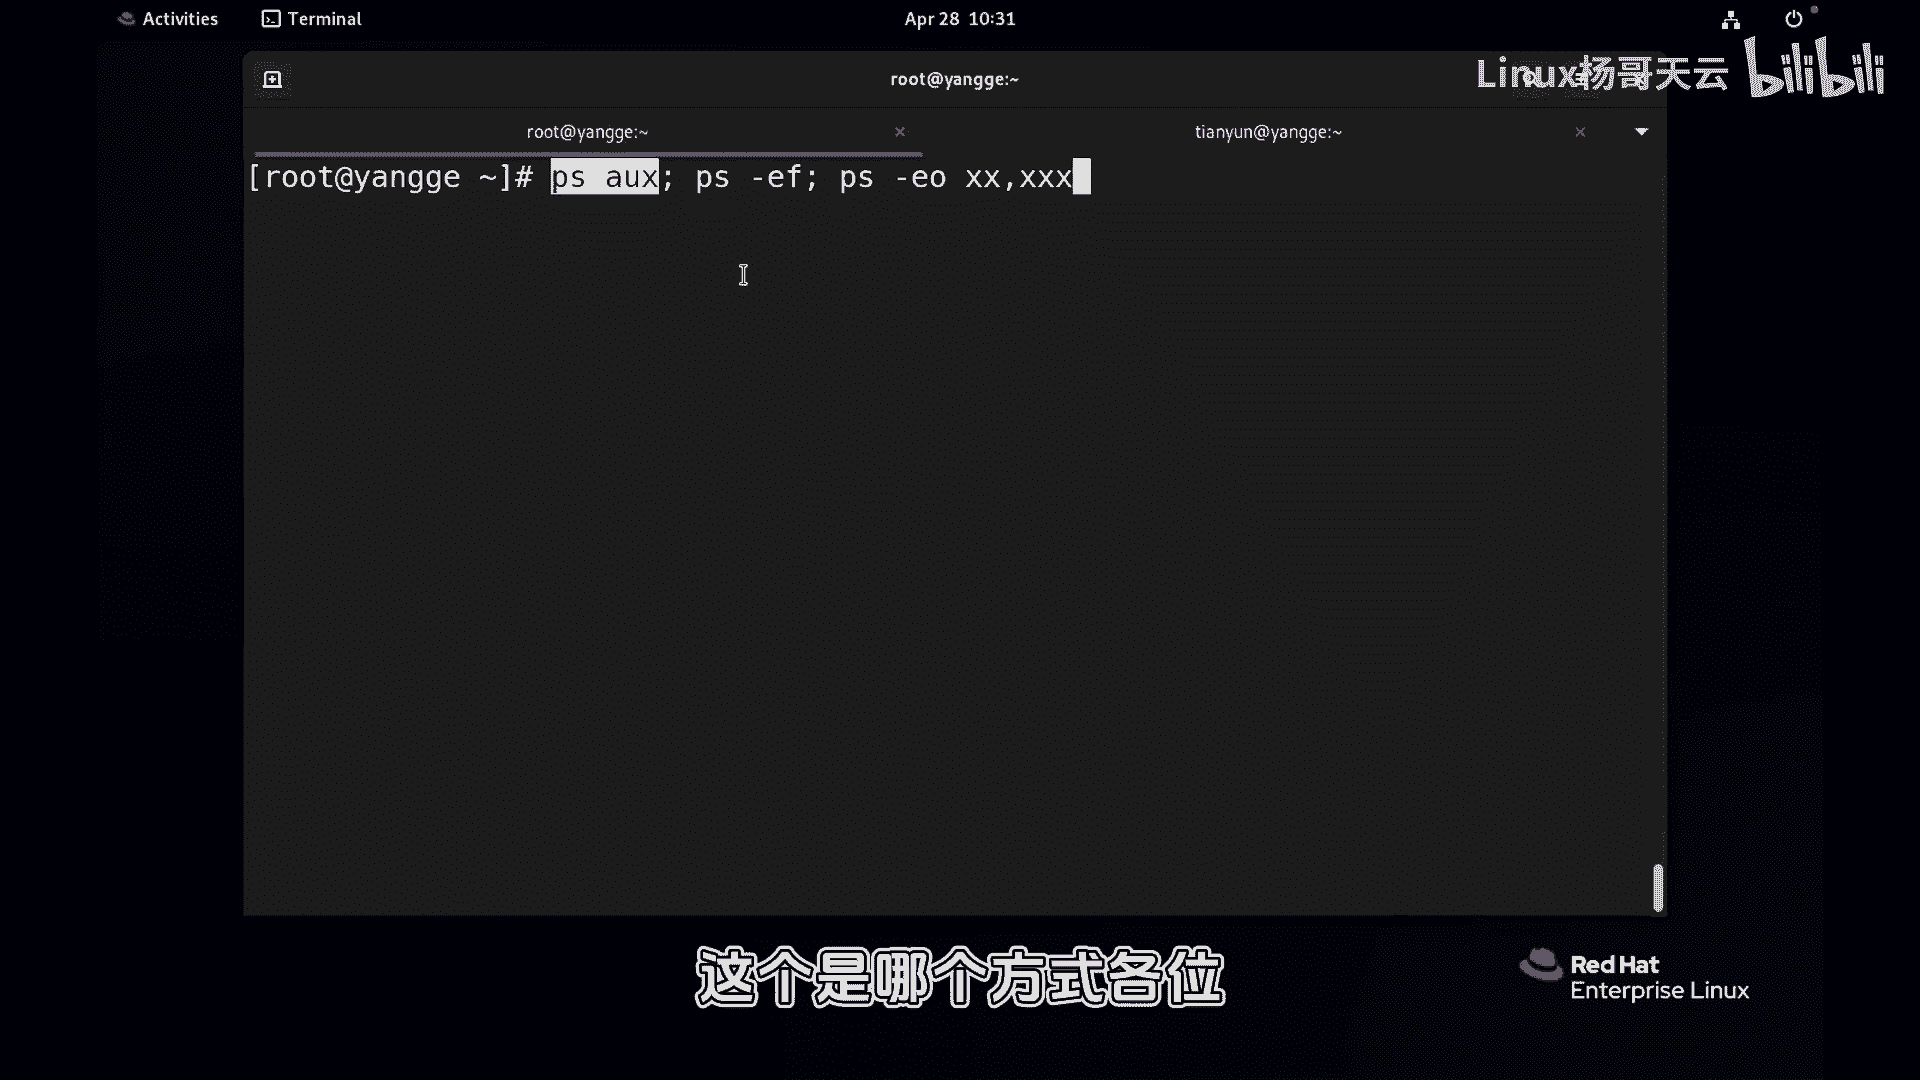 Activities Terminal Apr 28 10:31
root@yangge:~
Linux杨哥天云 bilibili
root@yangge:~ × tianyun@yangge:~ ×
[root@yangge ~]# ps aux; ps -ef; ps -eo xx,xxx
这个是哪个方式各位
Red Hat
Enterprise Linux